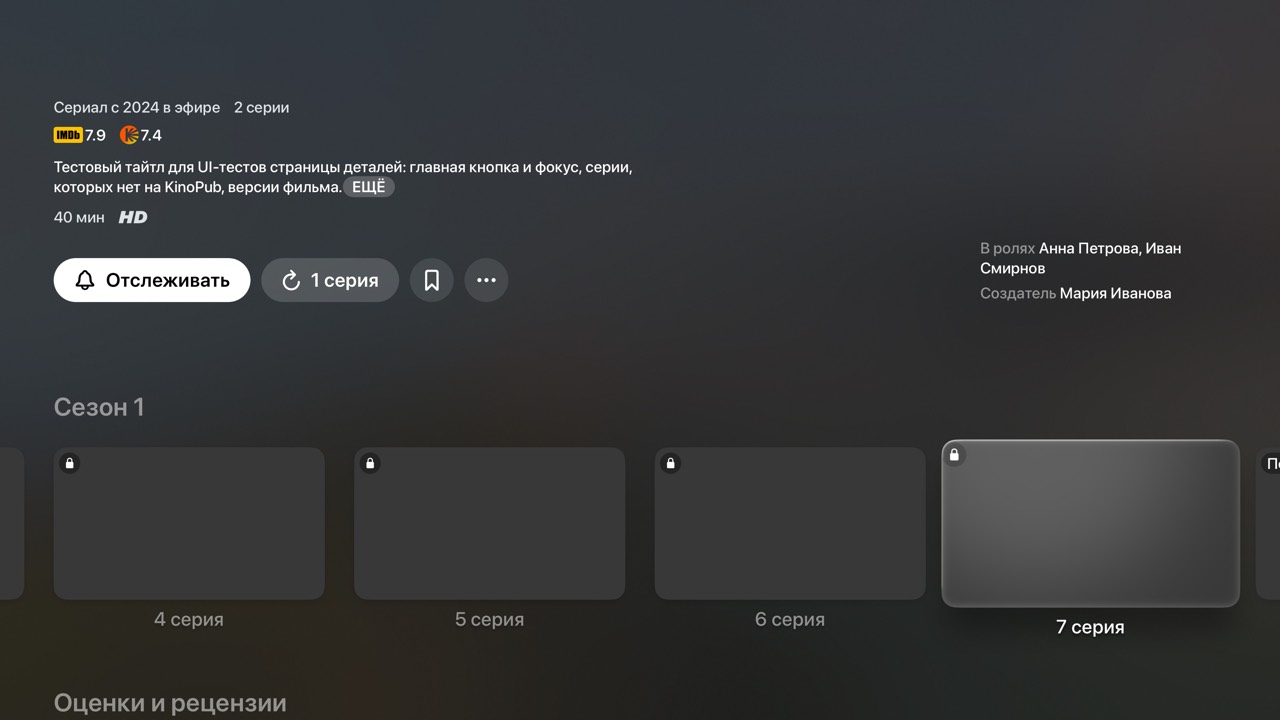 Сериал с 2024 в эфире 2 серии
IMDb 7.9 7.4
Тестовый тайтл для UI-тестов страницы деталей: главная кнопка и фокус, серии,
которых нет на KinoPub, версии фильма. ЕЩЁ
40 мин HD
В ролях Анна Петрова, Иван
Смирнов
Создатель Мария Иванова
Отслеживать 1 серия
Сезон 1
4 серия
5 серия
6 серия
7 серия
Оценки и рецензии